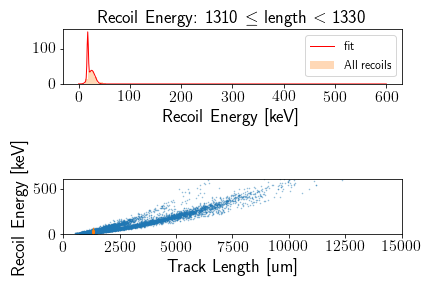 Recoil Energy: 1310 ≤ length < 1330
100
0
fit
All recoils
0 100 200 300 400 500 600
Recoil Energy [keV]
Recoil Energy [keV]
500
0
0 2500 5000 7500 10000 12500 15000
Track Length [um]